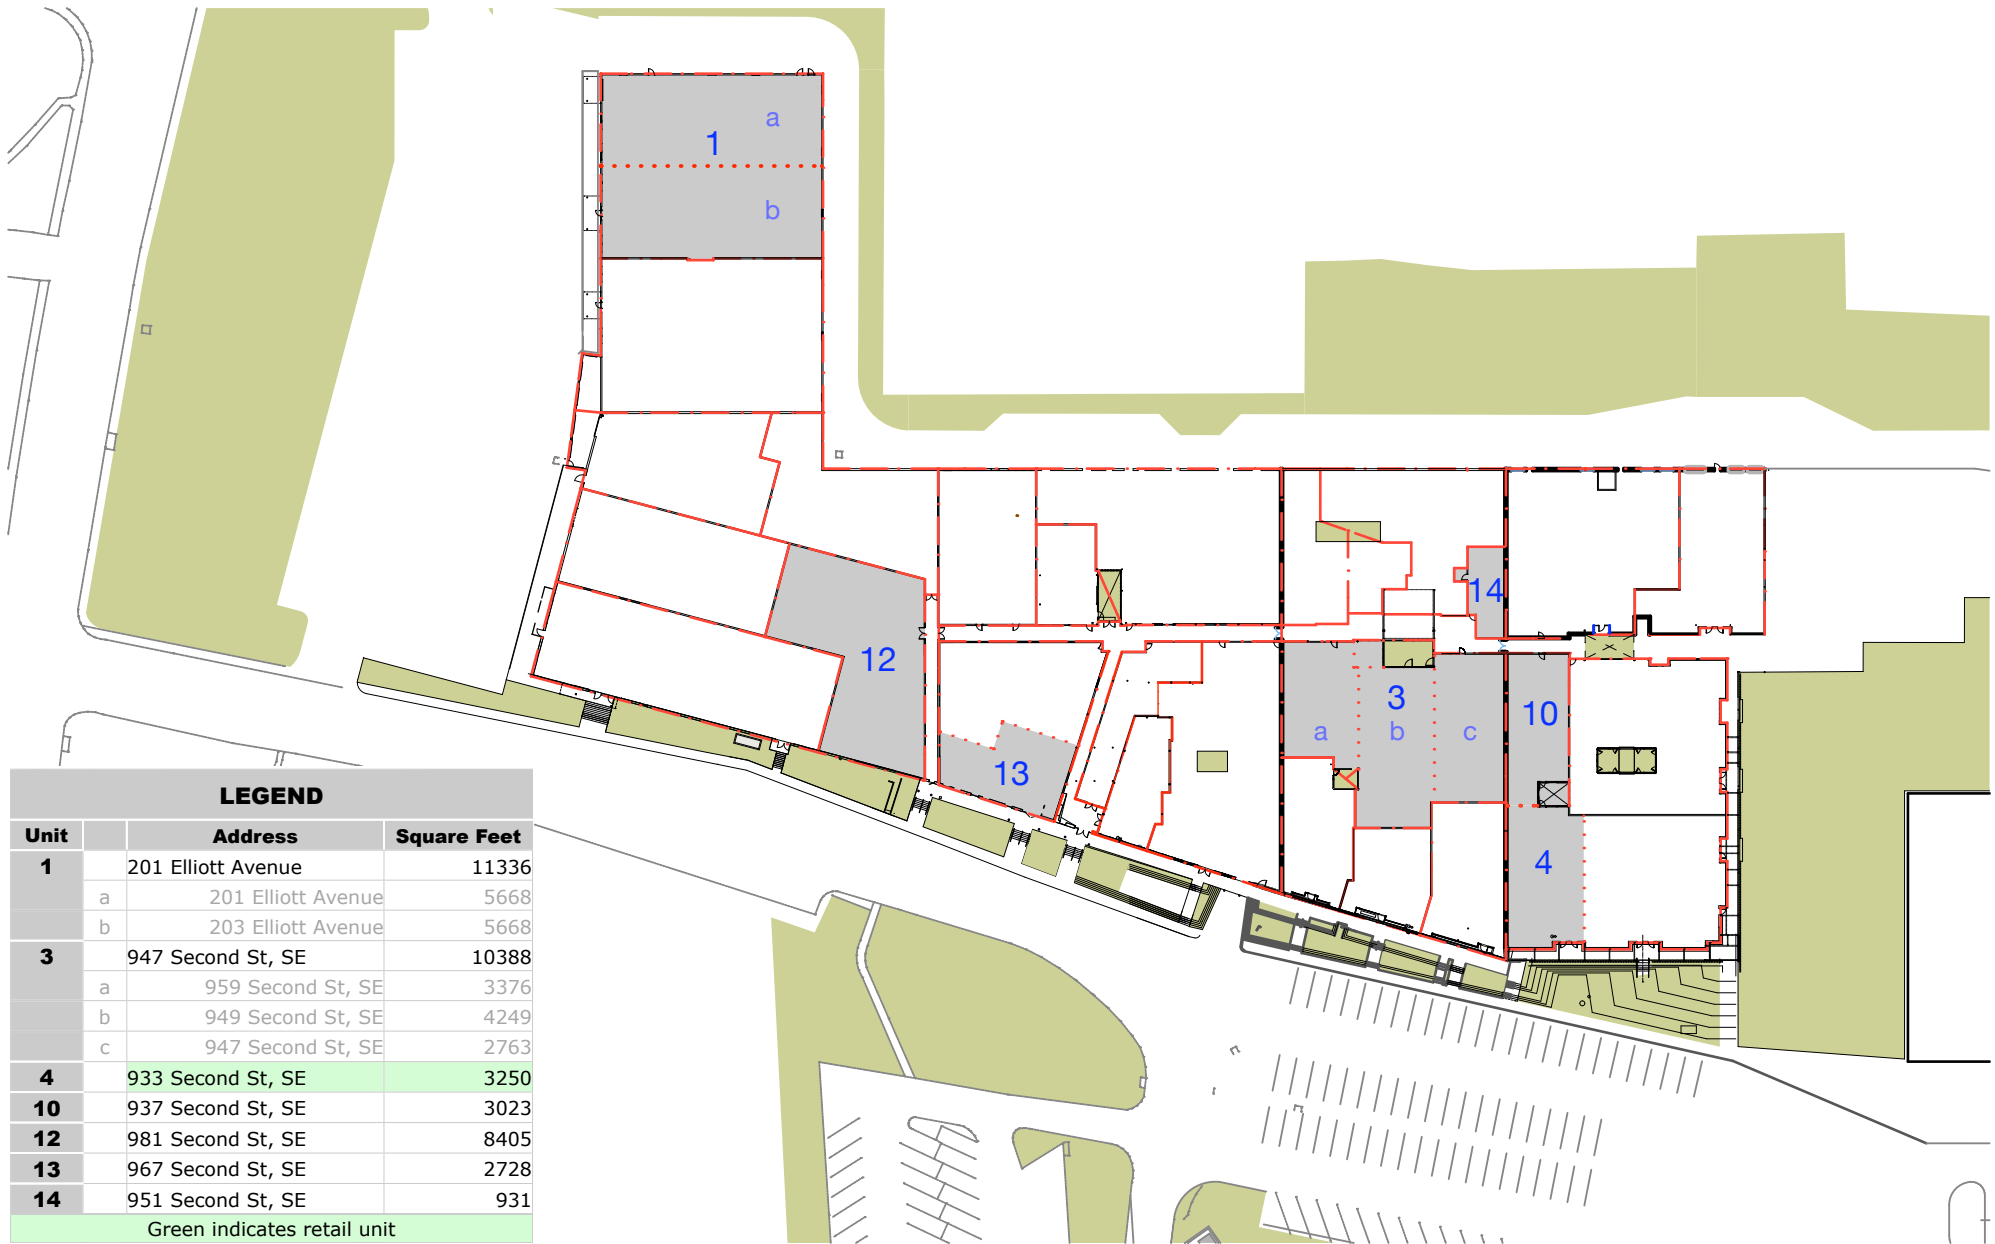 1
a
b
14
12
3
a
b
c
10
13
4
LEGEND
Unit Address Square Feet
1 201 Elliott Avenue 11336
a 201 Elliott Avenue 5668
b 203 Elliott Avenue 5668
3 947 Second St, SE 10388
a 959 Second St, SE 3376
b 949 Second St, SE 4249
c 947 Second St, SE 2763
4 933 Second St, SE 3250
10 937 Second St, SE 3023
12 981 Second St, SE 8405
13 967 Second St, SE 2728
14 951 Second St, SE 931
Green indicates retail unit